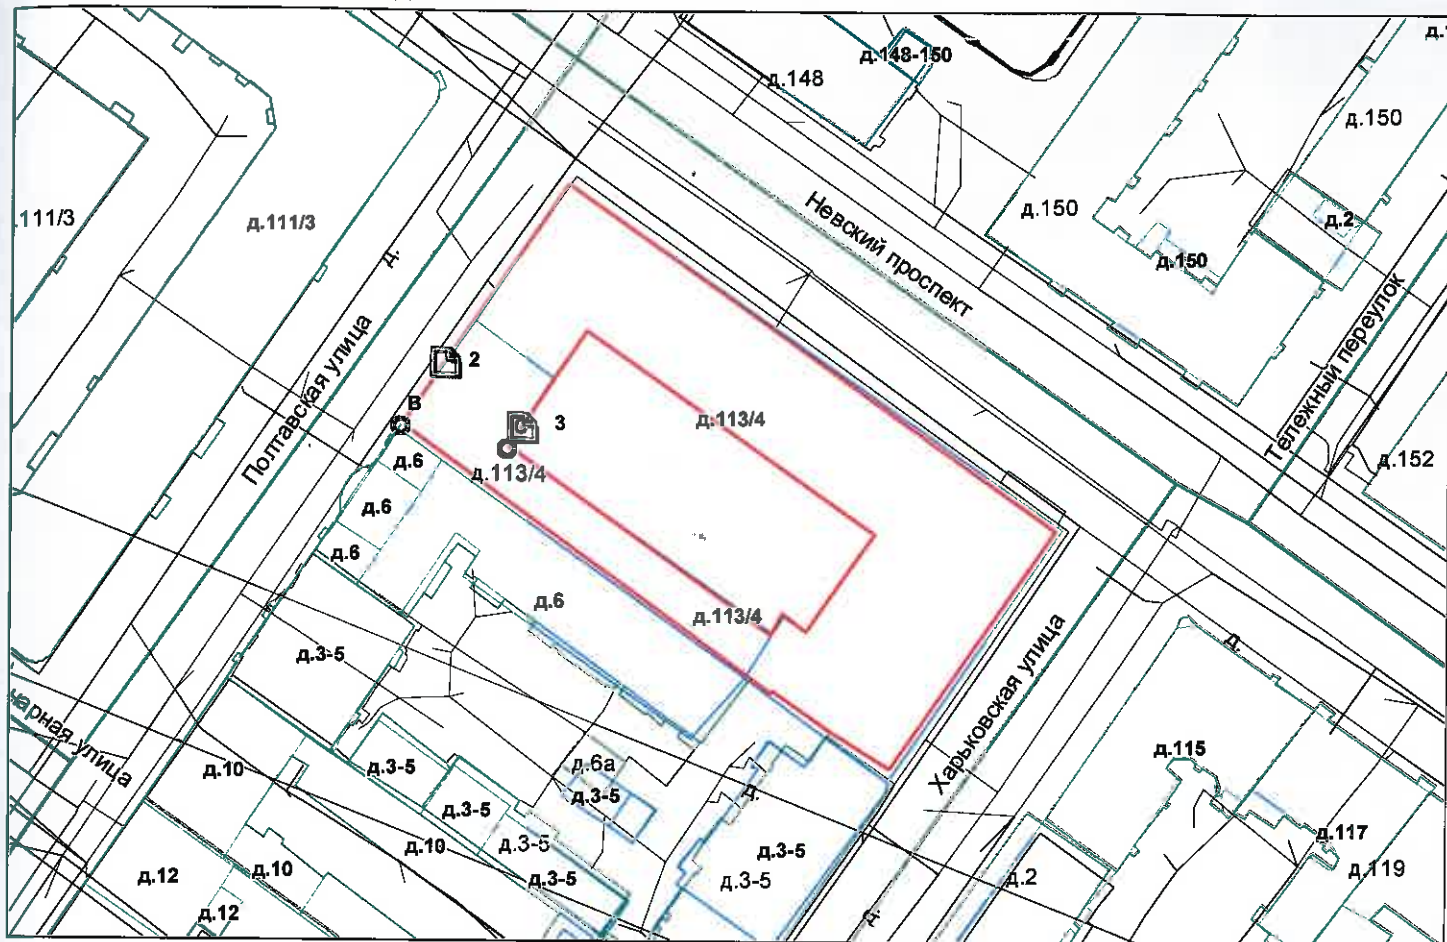 д.148-150
д.148
д.150
д.150
д.2
д.150
.111/3
д.111/3
д.
Невский проспект
Тележный переулок
Полтавская улица
2
В
3
д.113/4
д.113/4
д.6
д.6
д.6
д.152
д.6
д.113/4
д.3-5
Харьковская улица
д.
нарная улица
д.10
д.3-5
д.6а
д.3-5
д.
д.115
д.3-5
д.3-5
д.10
д.3-5
д.3-5
д.3-5
д.117
д.119
д.12
д.10
д.12
д.2
д.